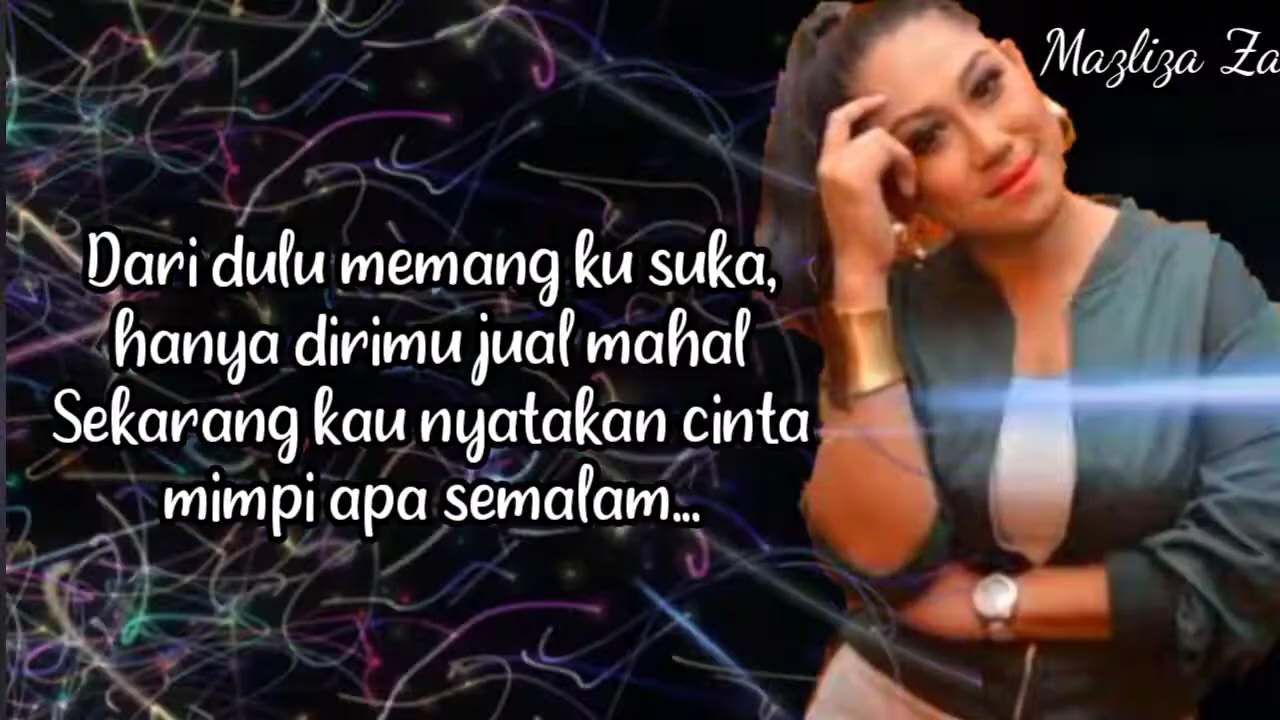 Mazliza Za
Dari dulu memang ku suka,
hanya dirimu jual mahal
Sekarang kau nyatakan cinta
mimpi apa semalam...